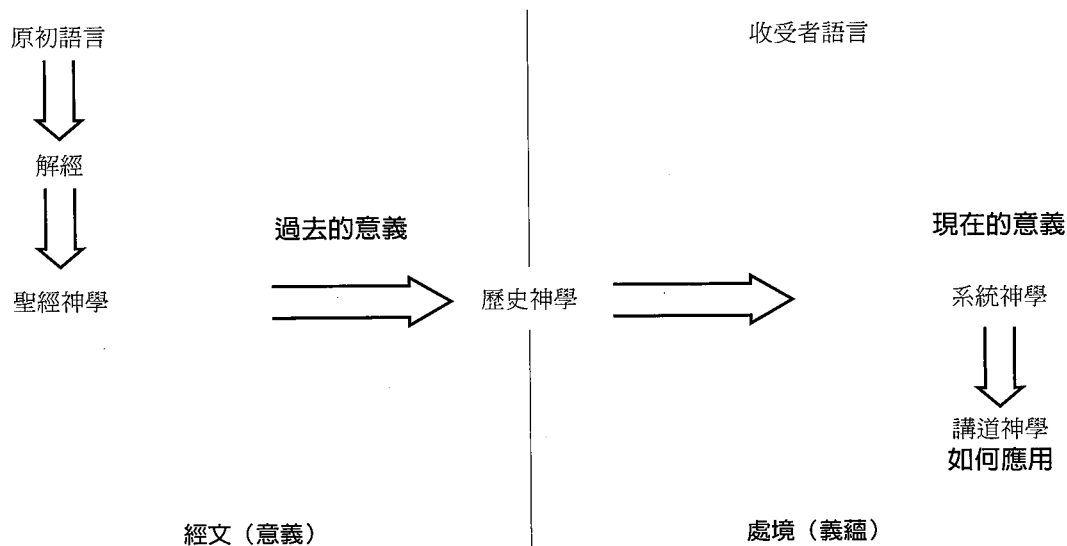 原初語言
收受者語言
解經
過去的意義
現在的意義
聖經神學
歷史神學
系統神學
講道神學
如何應用
經文（意義）
處境（義蘊）